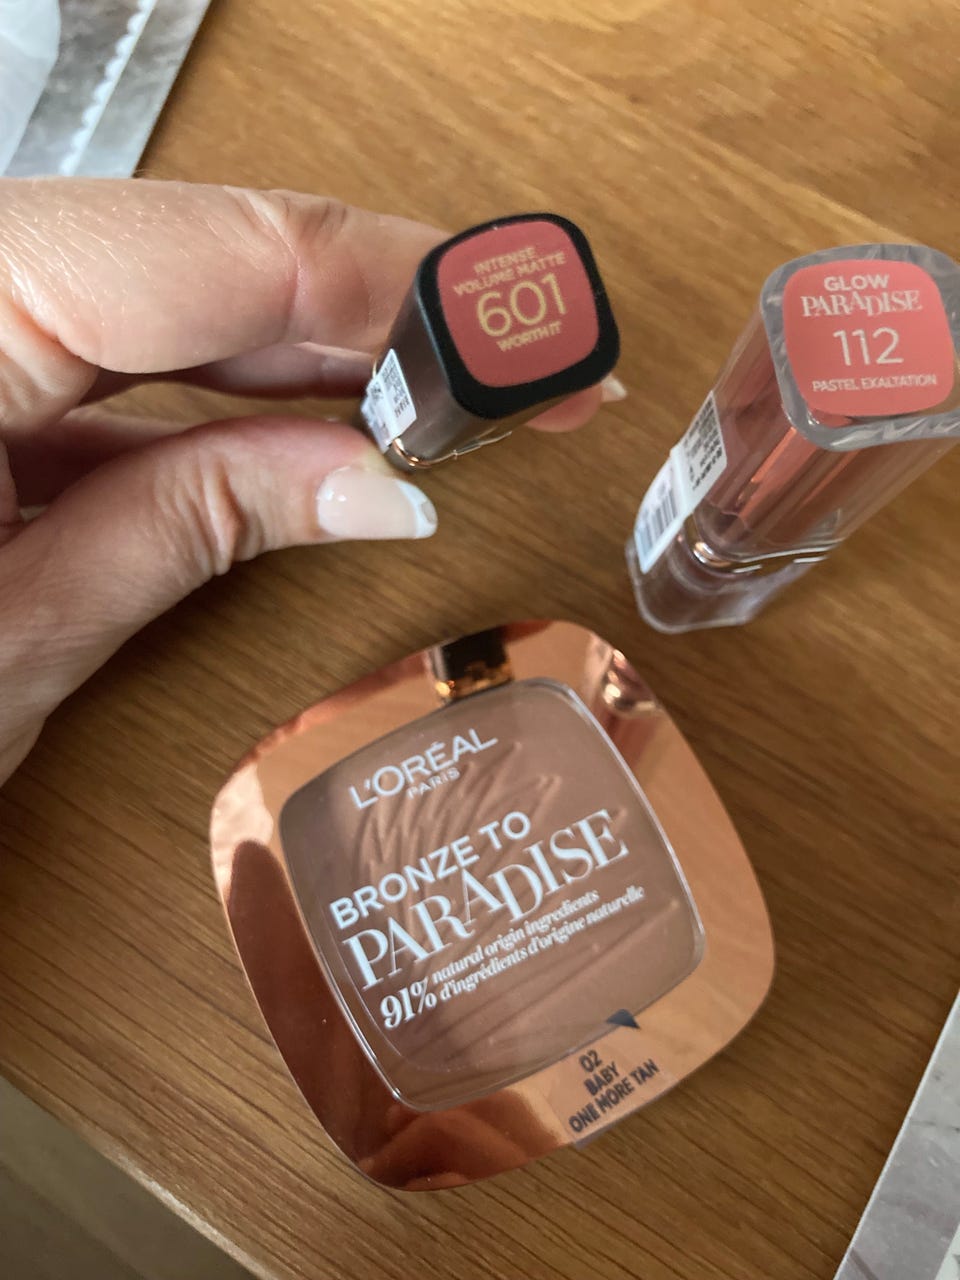 INTENSE
VOLUME MATTE
601
WORTH IT
GLOW
PARADISE
112
PASTEL EXALTATION
L'ORÉAL
PARIS
BRONZE TO
PARADISE
91% natural origin ingredients
d'ingrédients d'origine naturelle
02
BABY
ONE MORE TAN